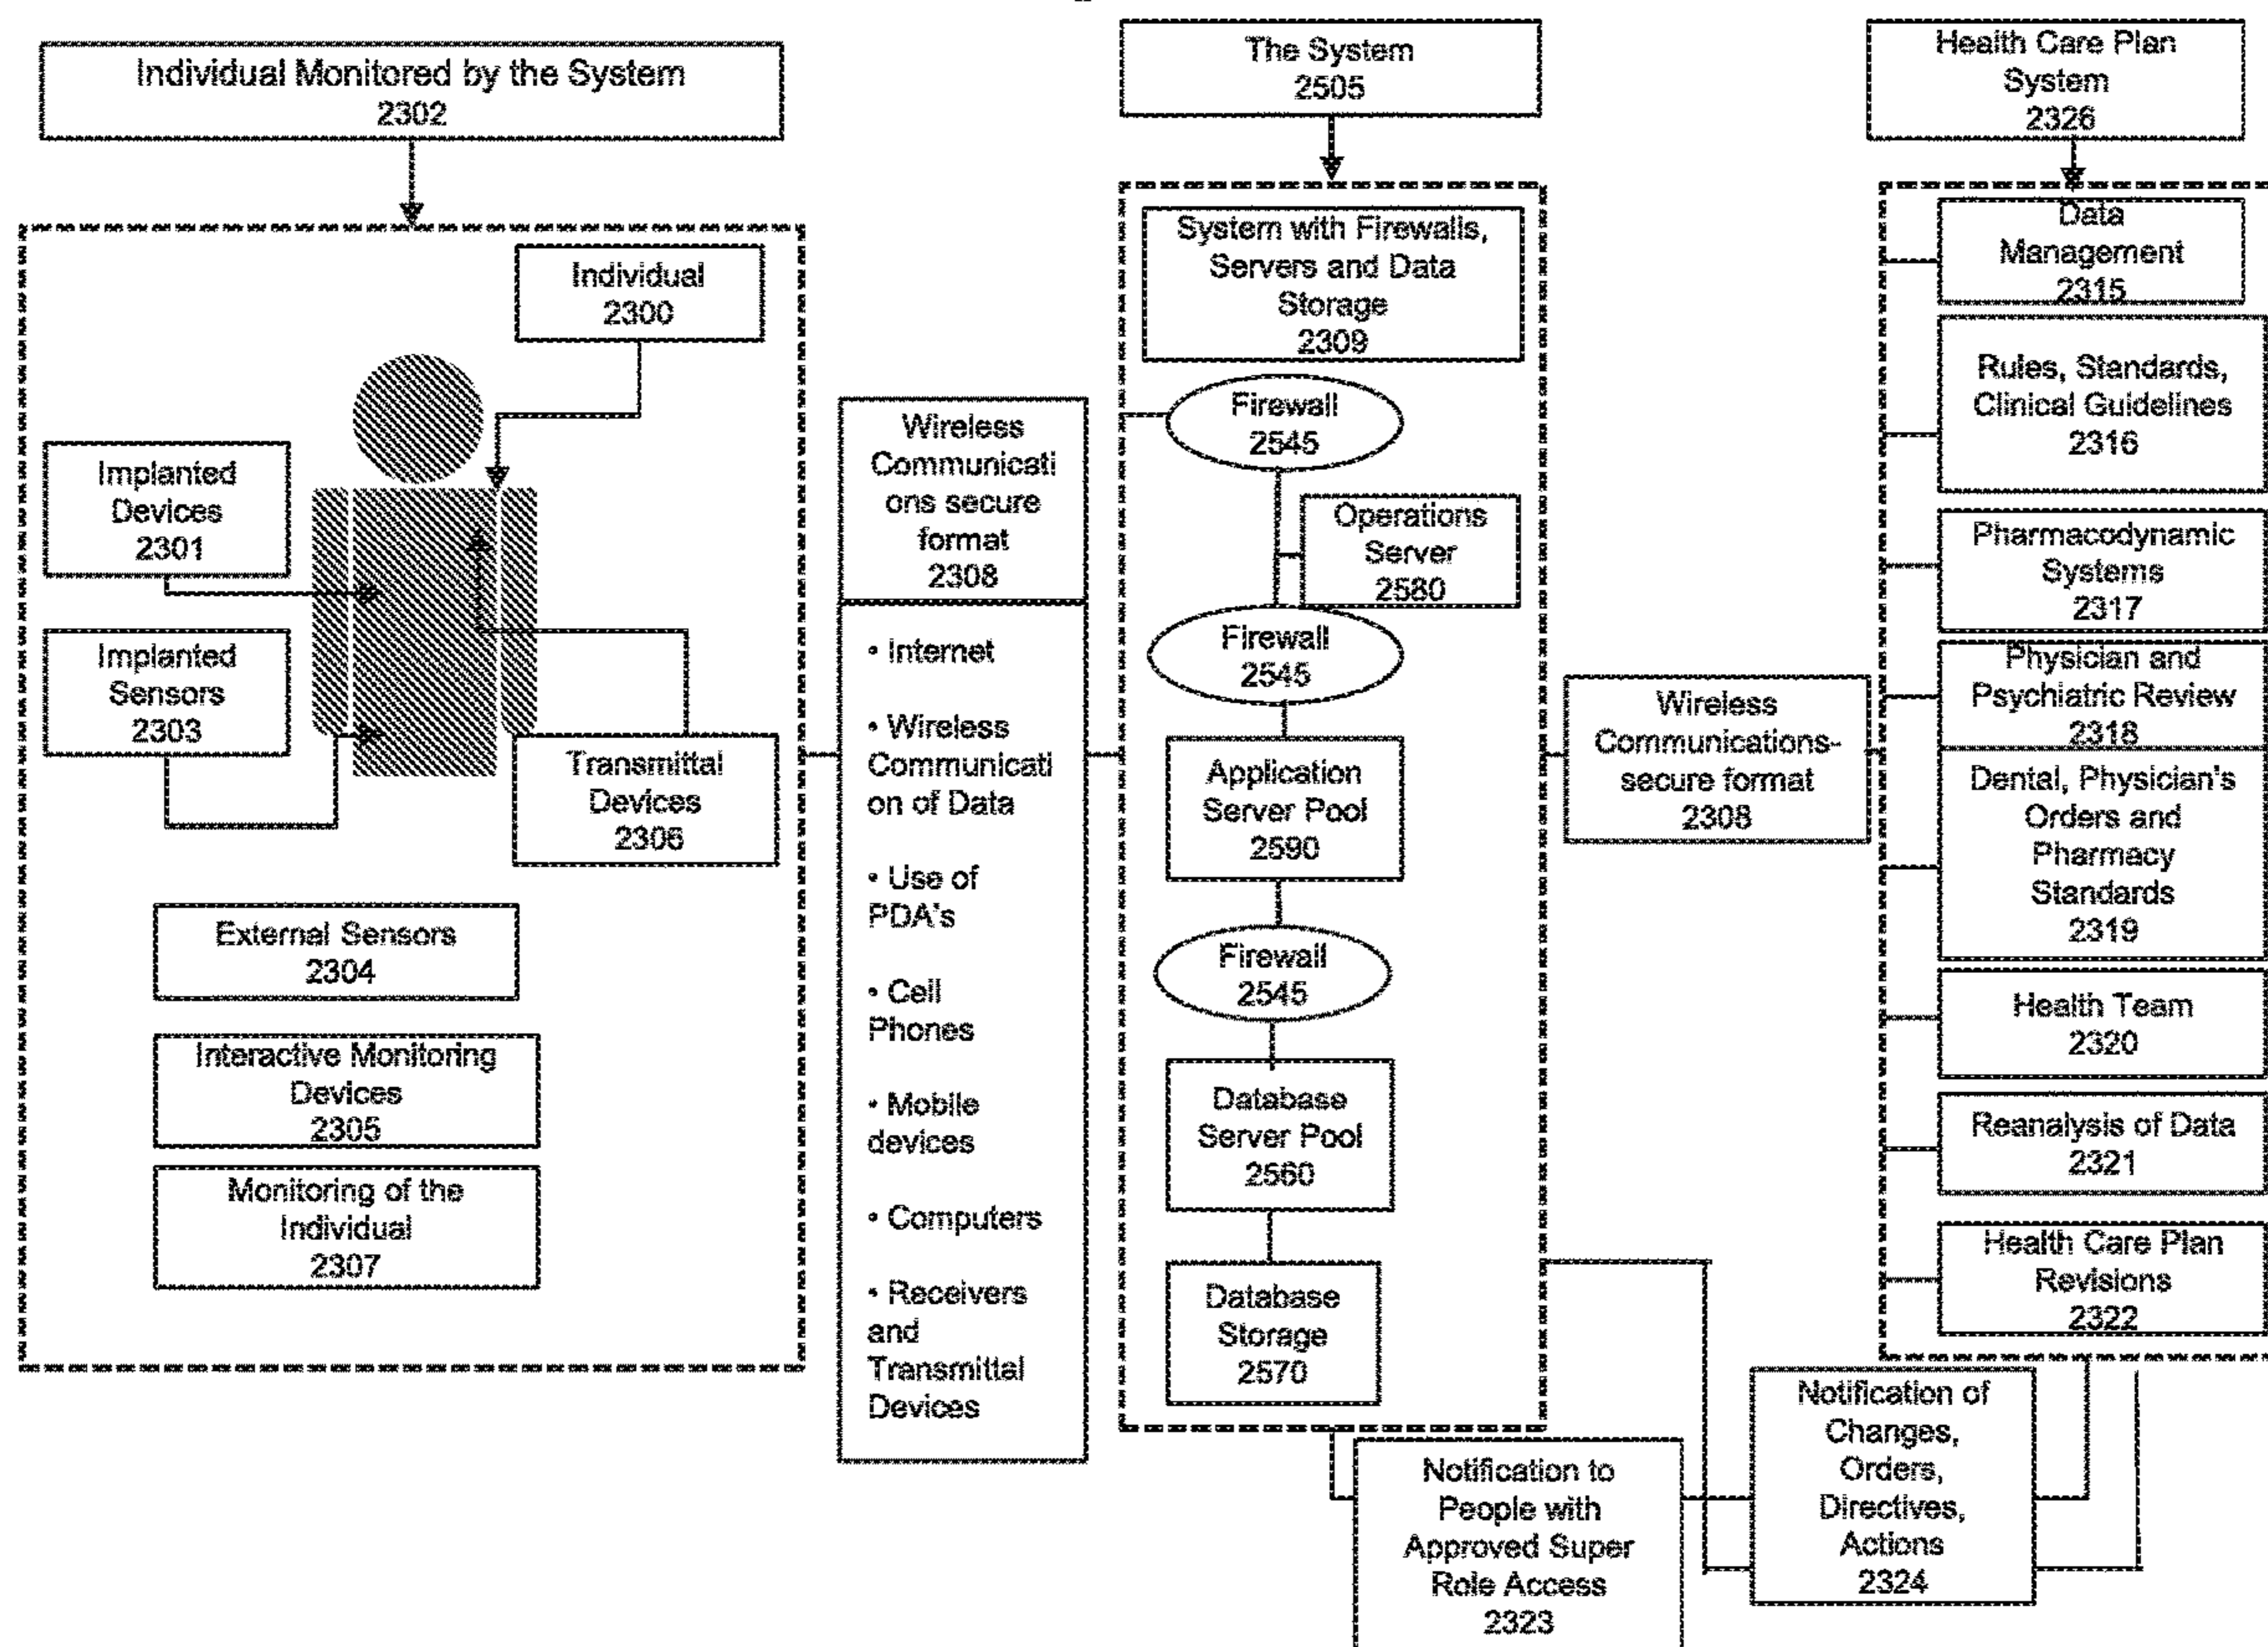 Individual Monitored by the System
2302
The System
2505
Health Care Plan
System
2326
Individual
2300
Implanted
Devices
2301
Implanted
Sensors
2303
Transmittal
Devices
2306
External Sensors
2304
Interactive Monitoring
Devices
2305
Monitoring of the
Individual
2307
Wireless
Communicati
ons secure
format
2308
• Internet
• Wireless
Communicati
on of Data
• Use of
PDA's
• Cell
Phones
• Mobile
devices
• Computers
• Receivers
and
Transmittal
Devices
System with Firewalls,
Servers and Data
Storage
2309
Firewall
2545
Operations
Server
2580
Firewall
2545
Application
Server Pool
2590
Firewall
2545
Database
Server Pool
2560
Database
Storage
2570
Wireless
Communications-
secure format
2308
Data
Management
2315
Rules, Standards,
Clinical Guidelines
2316
Pharmacodynamic
Systems
2317
Physician and
Psychiatric Review
2318
Dental, Physician's
Orders and
Pharmacy
Standards
2319
Health Team
2320
Reanalysis of Data
2321
Health Care Plan
Revisions
2322
Notification to
People with
Approved Super
Role Access
2323
Notification of
Changes,
Orders,
Directives,
Actions
2324